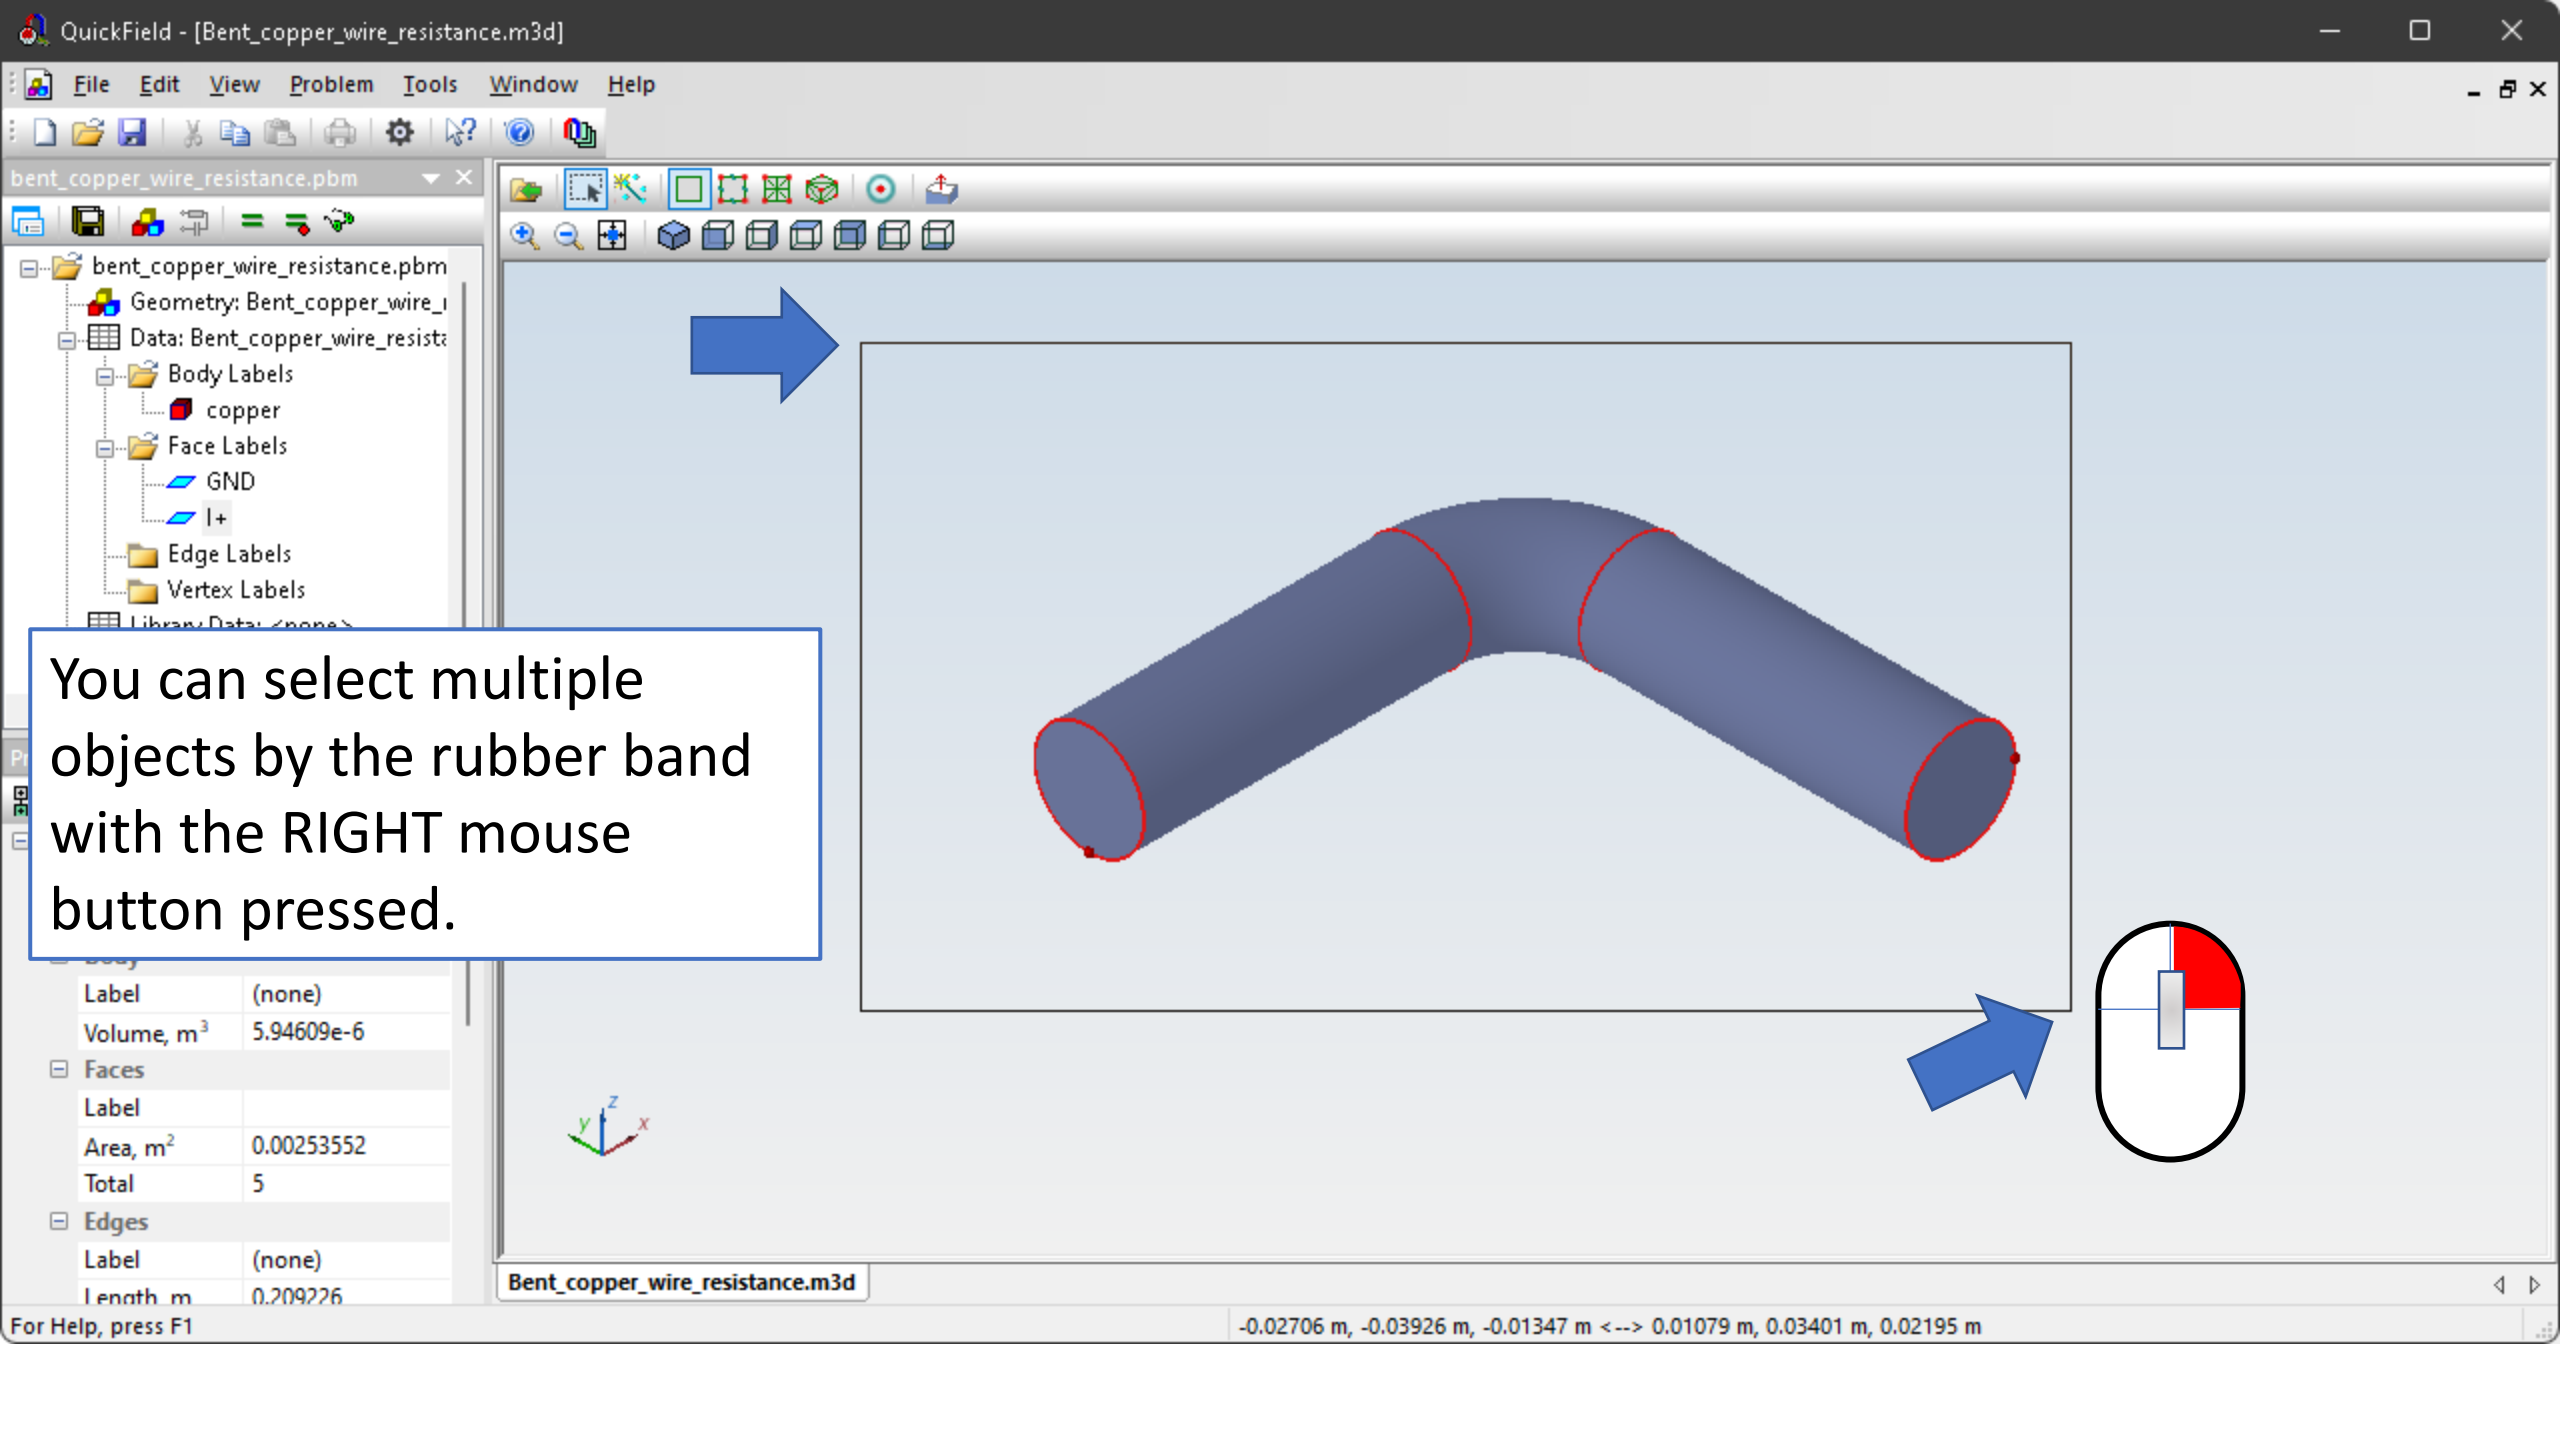 QuickField - [Bent_copper_wire_resistance.m3d]
File Edit View Problem Tools Window Help
bent_copper_wire_resistance.pbm
bent_copper_wire_resistance.pbm
Geometry: Bent_copper_wire_
Data: Bent_copper_wire_resist
Body Labels
copper
Face Labels
GND
I+
Edge Labels
Vertex Labels
Library Data: <none>
You can select multiple
objects by the rubber band
with the RIGHT mouse
button pressed.
Body
Label (none)
Volume, m³ 5.94609e-6
Faces
Label
Area, m² 0.00253552
Total 5
Edges
Label (none)
Length, m 0.209226
z
y x
Bent_copper_wire_resistance.m3d
For Help, press F1
-0.02706 m, -0.03926 m, -0.01347 m <--> 0.01079 m, 0.03401 m, 0.02195 m